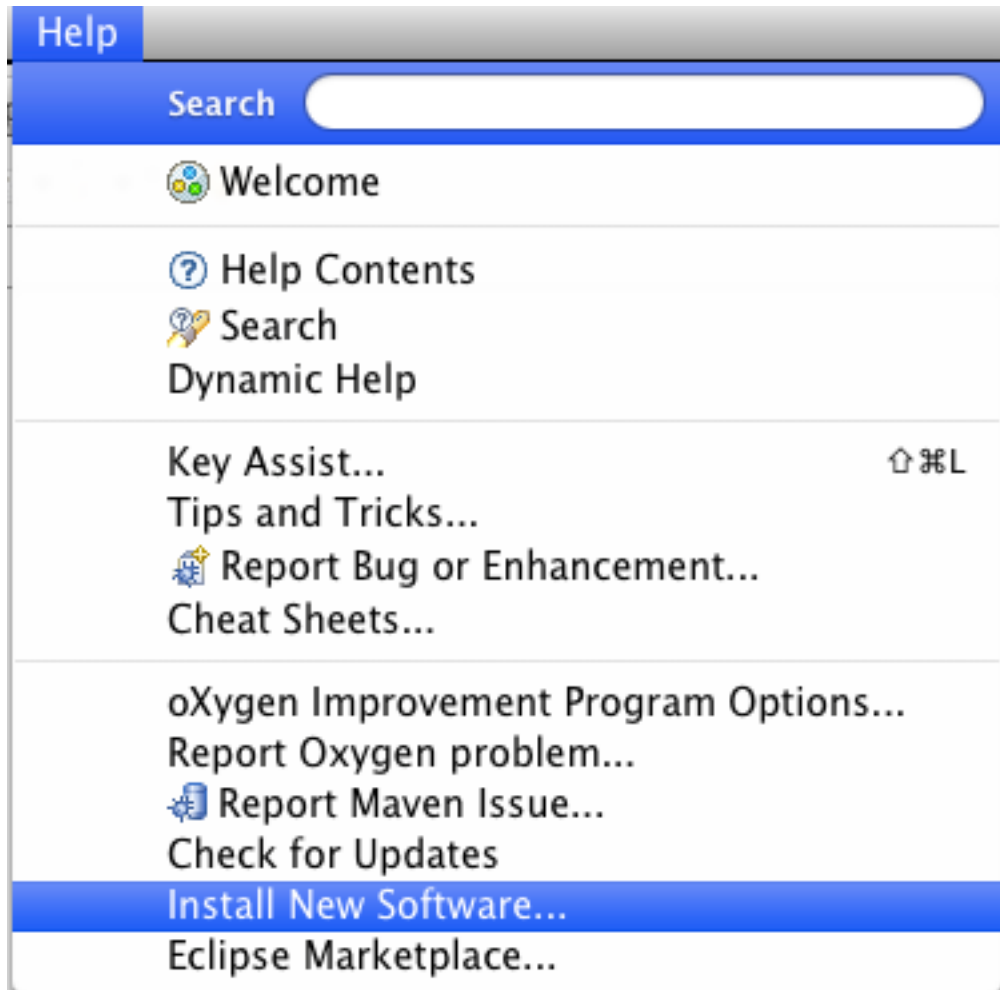 Help
Search
Welcome
Help Contents
Search
Dynamic Help
Key Assist... ⇧⌘L
Tips and Tricks...
Report Bug or Enhancement...
Cheat Sheets...
oXygen Improvement Program Options...
Report Oxygen problem...
Report Maven Issue...
Check for Updates
Install New Software...
Eclipse Marketplace...